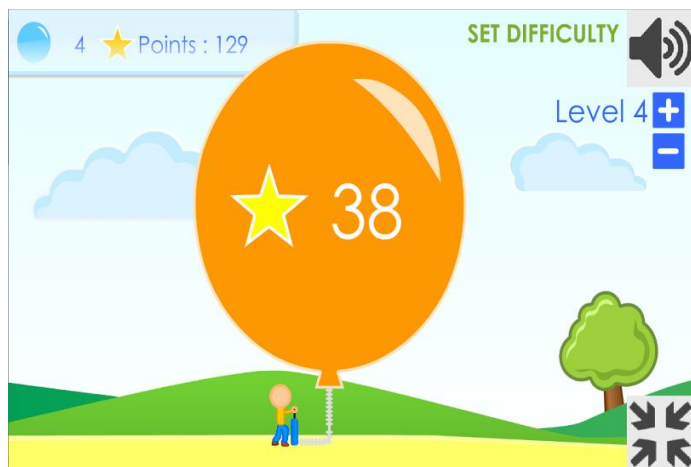 4 Points : 129
SET DIFFICULTY
Level 4 +
-
38